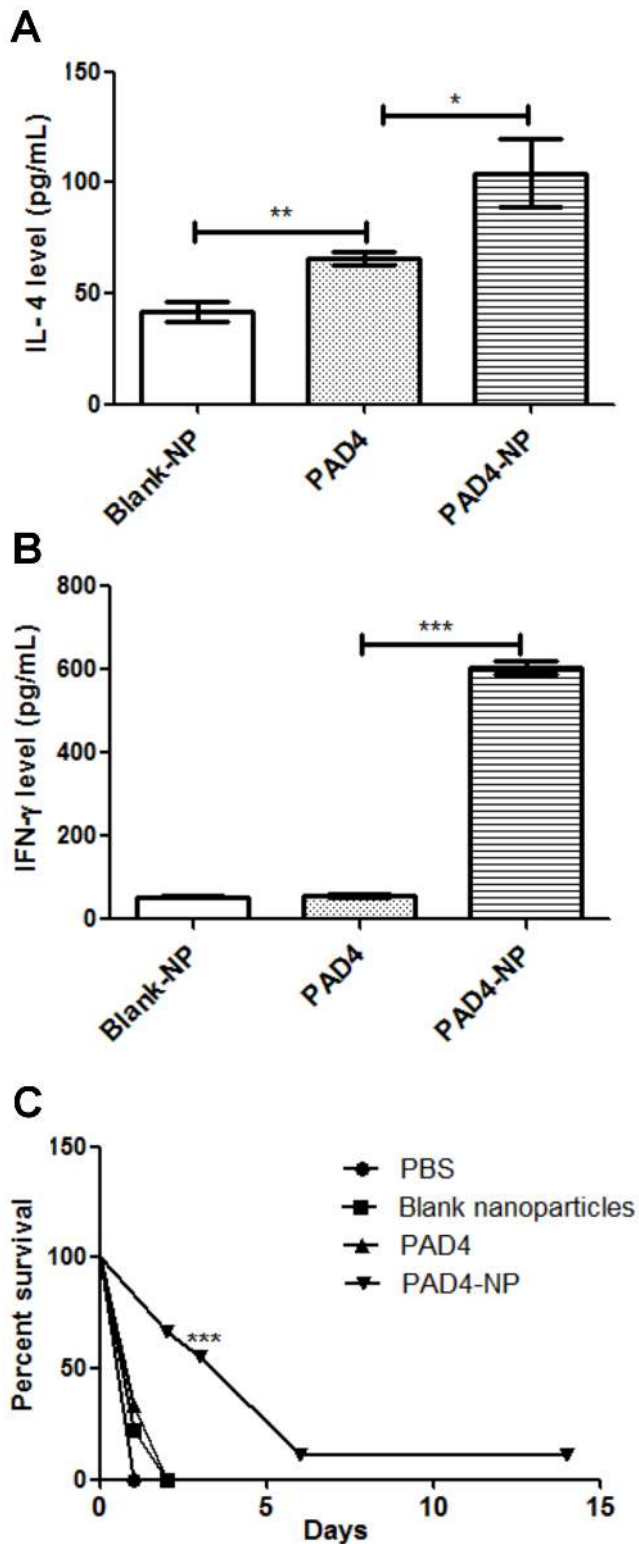 A
IL- 4 level (pg/mL)
150
100
50
0
*
**
Blank-NP
PAD4
PAD4-NP
B
IFN-γ level (pg/mL)
800
600
400
200
0
***
Blank-NP
PAD4
PAD4-NP
C
Percent survival
150
100
50
0
PBS
Blank nanoparticles
PAD4
PAD4-NP
***
0
5
10
15
Days